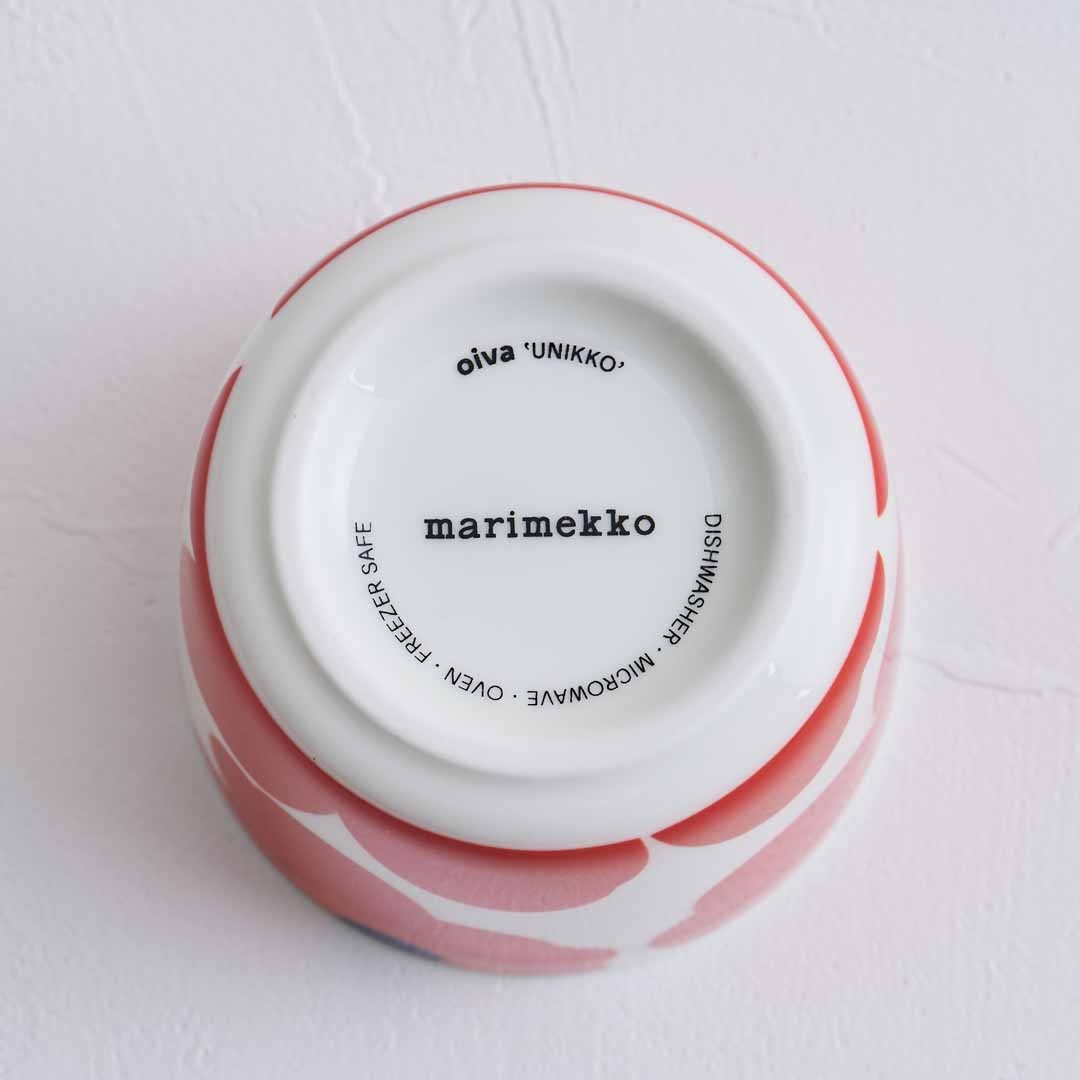 oiva ‘UNIKKO’
marimekko
DISHWASHER · MICROWAVE · OVEN · FREEZER SAFE